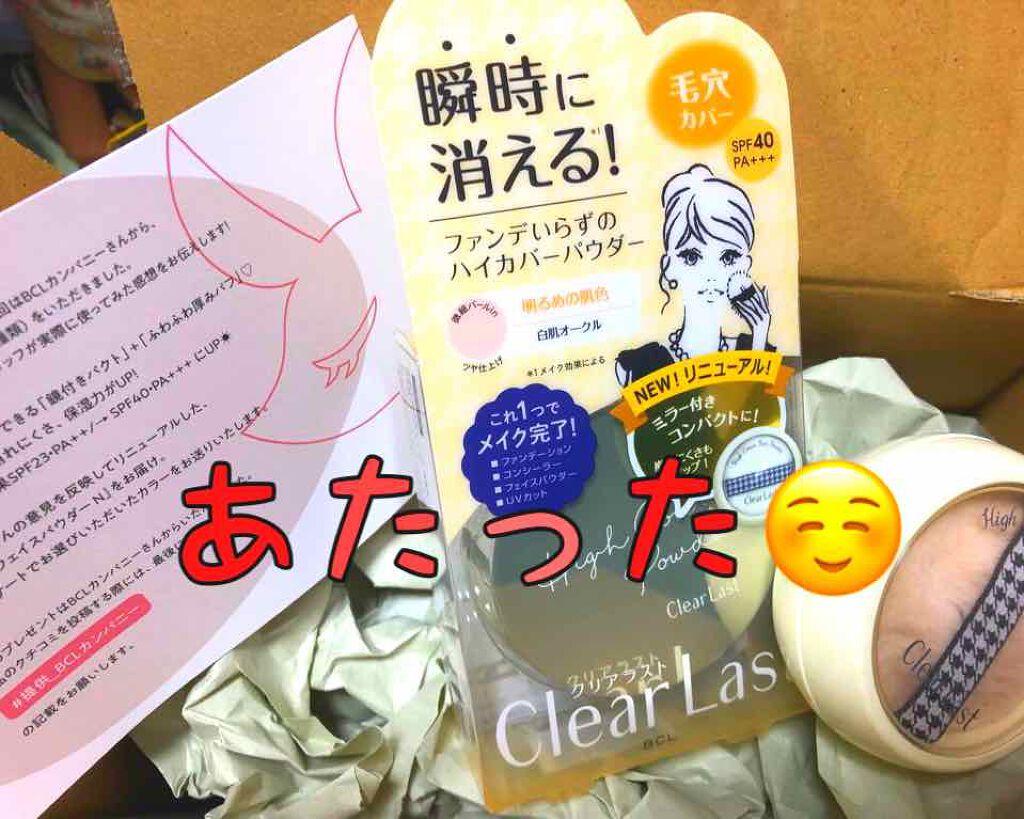 回はBCLカンパニーさんから、
種類）をいただきました。
ッフが実際に使ってみた感想をお伝えします!
できる「鏡付きパクト」+「ふわふわ厚みパフ」♡
れにくさ、保湿力がUP!
果SPF23・PA++/→SPF40・PA+++にUP
んの意見を反映してリニューアルした、
フェイスパウダー N」をお届け。
ケートでお選びいただいたカラーをお送りいたします。
プレゼントはBCLカンパニーさんからいた
クチコミを投稿する際には、最後に
#提供_BCLカンパニー
の記載をお願いします。
瞬時に
消える!
*1
ファンデいらずの
ハイカバーパウダー
毛穴
カバー
SPF40
PA+++
明るめの肌色
白肌オークル
ツヤ仕上げ
*1メイク効果による
これ1つで
メイク完了!
■ファンデーション
■コンシーラー
■フェイスパウダー
■UVカット
NEW! リニューアル!
ミラー付き
コンパクトに!
あたった☺️
High
Powder
Clear Last
クリアラスト
Clear Las
BCL
High
Clear Last